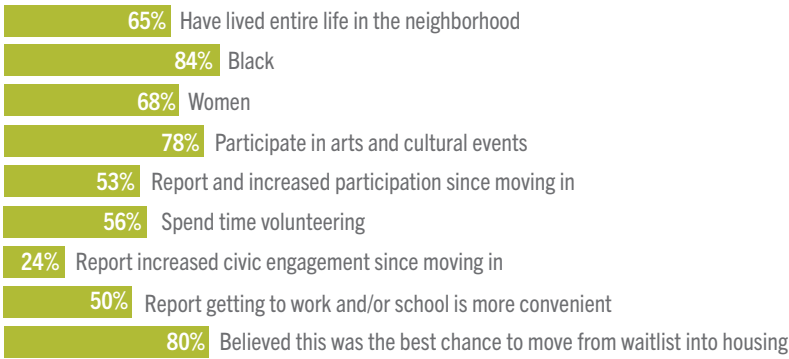 65% Have lived entire life in the neighborhood
84% Black
68% Women
78% Participate in arts and cultural events
53% Report and increased participation since moving in
56% Spend time volunteering
24% Report increased civic engagement since moving in
50% Report getting to work and/or school is more convenient
80% Believed this was the best chance to move from waitlist into housing